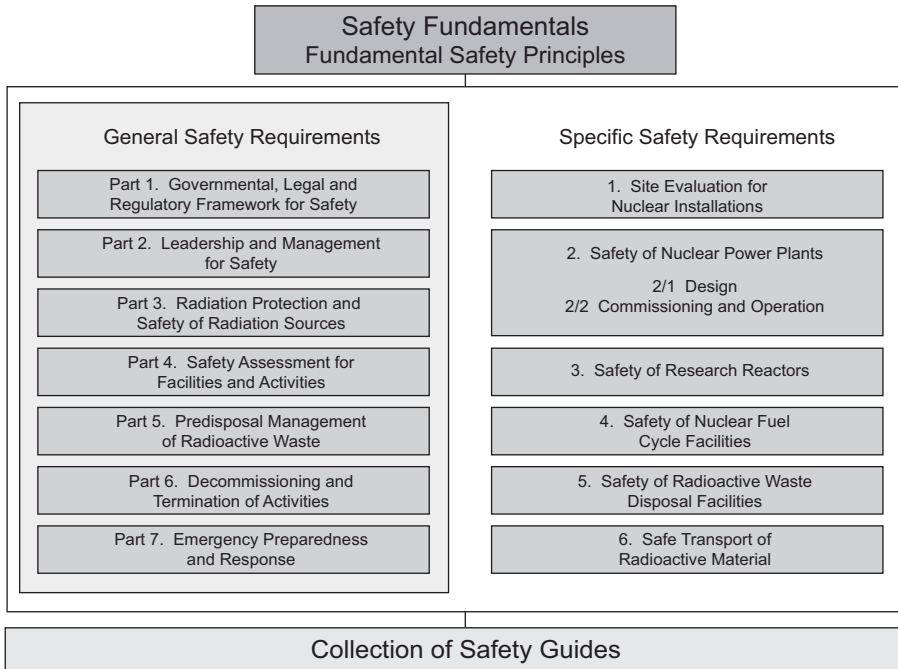 Safety Fundamentals
Fundamental Safety Principles
General Safety Requirements
Part 1. Governmental, Legal and
Regulatory Framework for Safety
Part 2. Leadership and Management
for Safety
Part 3. Radiation Protection and
Safety of Radiation Sources
Part 4. Safety Assessment for
Facilities and Activities
Part 5. Predisposal Management
of Radioactive Waste
Part 6. Decommissioning and
Termination of Activities
Part 7. Emergency Preparedness
and Response
Specific Safety Requirements
1. Site Evaluation for
Nuclear Installations
2. Safety of Nuclear Power Plants
2/1 Design
2/2 Commissioning and Operation
3. Safety of Research Reactors
4. Safety of Nuclear Fuel
Cycle Facilities
5. Safety of Radioactive Waste
Disposal Facilities
6. Safe Transport of
Radioactive Material
Collection of Safety Guides